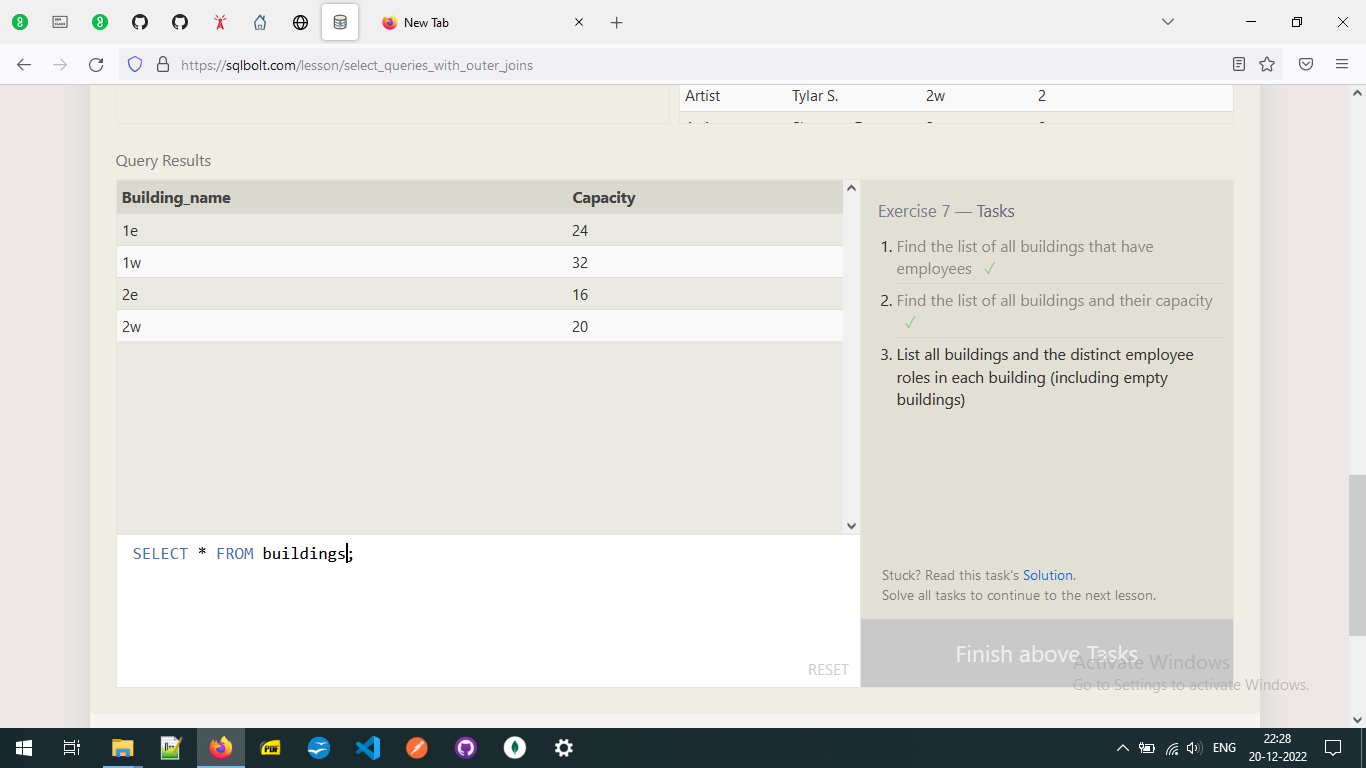 New Tab
https://sqlbolt.com/lesson/select_queries_with_outer_joins
Artist Tylar S. 2w 2
Query Results
Building_name Capacity
1e 24
1w 32
2e 16
2w 20
SELECT * FROM buildings;
RESET
Exercise 7 — Tasks
1. Find the list of all buildings that have
employees ✓
2. Find the list of all buildings and their capacity
✓
3. List all buildings and the distinct employee
roles in each building (including empty
buildings)
Stuck? Read this task's Solution.
Solve all tasks to continue to the next lesson.
Finish above Tasks
Activate Windows
Go to Settings to activate Windows.
PDF
ENG
22:28
20-12-2022